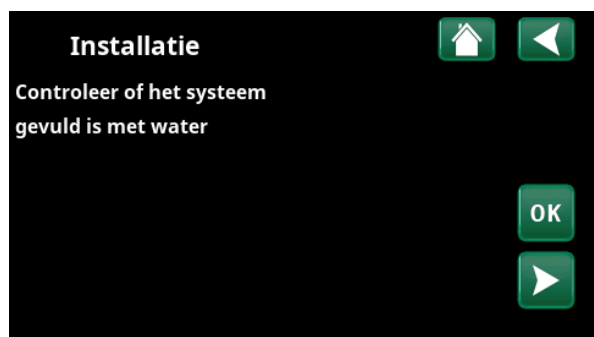 Installatie
Controleer of het systeem
gevuld is met water
OK